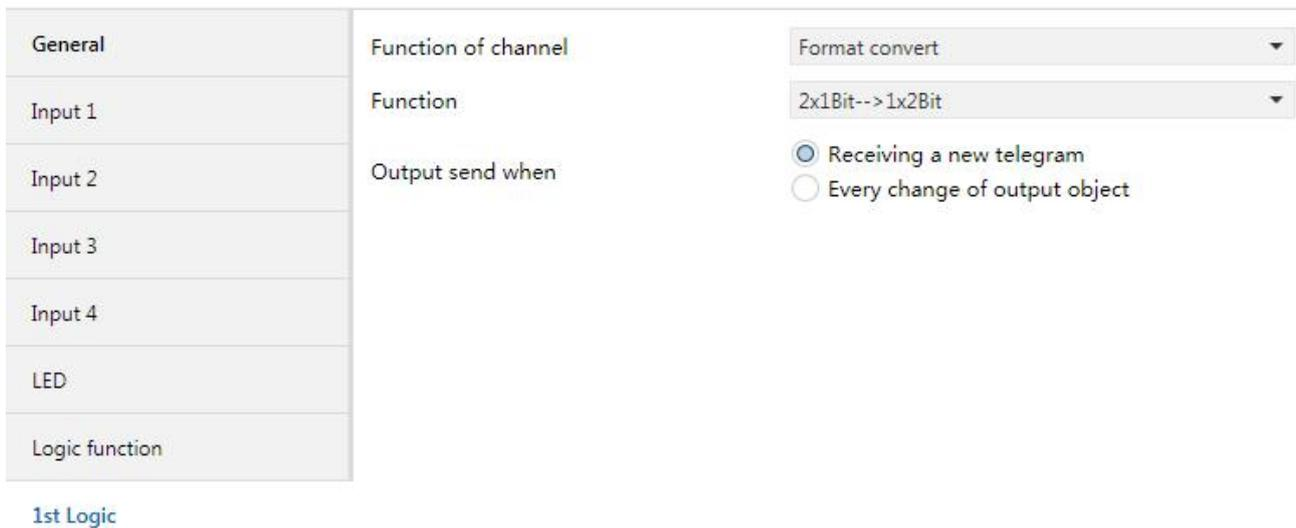 General
Input 1
Input 2
Input 3
Input 4
LED
Logic function
1st Logic
Function of channel Format convert
Function 2x1Bit-->1x2Bit
Output send when Receiving a new telegram
Every change of output object